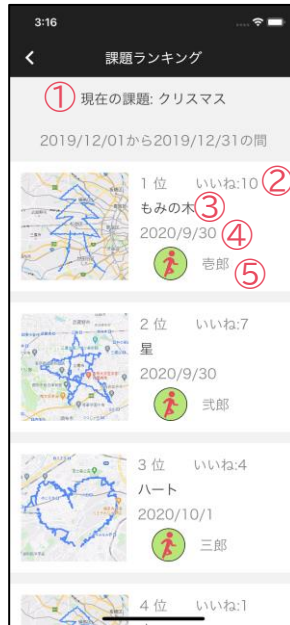 3:16
課題ランキング
① 現在の課題: クリスマス
2019/12/01から2019/12/31の間
1 位 いいね:10 ②
もみの木 ③
2020/9/30 ④
壱郎 ⑤
2 位 いいね:7
星
2020/9/30
弐郎
3 位 いいね:4
ハート
2020/10/1
三郎
4 位 いいね:1